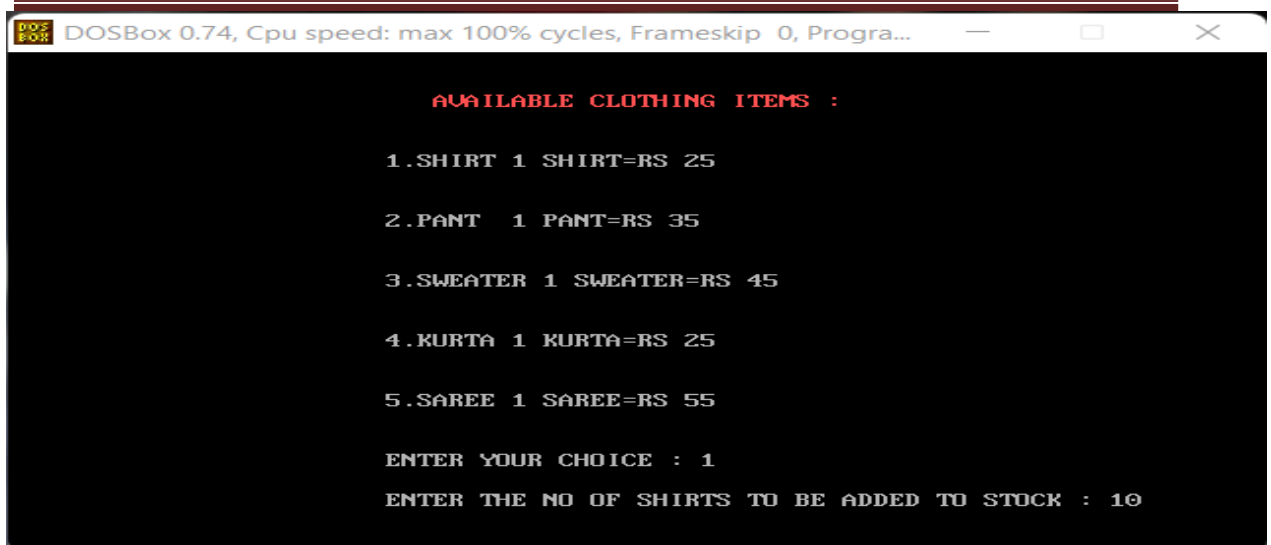 DOSBox 0.74, Cpu speed: max 100% cycles, Frameskip 0, Progra...
AVAILABLE CLOTHING ITEMS :
1.SHIRT 1 SHIRT=RS 25
2.PANT  1 PANT=RS 35
3.SWEATER 1 SWEATER=RS 45
4.KURTA 1 KURTA=RS 25
5.SAREE 1 SAREE=RS 55
ENTER YOUR CHOICE : 1
ENTER THE NO OF SHIRTS TO BE ADDED TO STOCK : 10